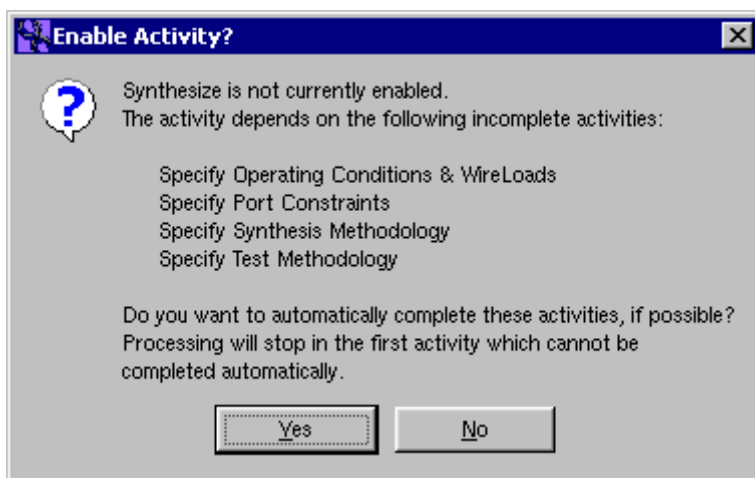 Enable Activity?
Synthesize is not currently enabled.
The activity depends on the following incomplete activities:
Specify Operating Conditions & WireLoads
Specify Port Constraints
Specify Synthesis Methodology
Specify Test Methodology
Do you want to automatically complete these activities, if possible?
Processing will stop in the first activity which cannot be
completed automatically.
Yes No